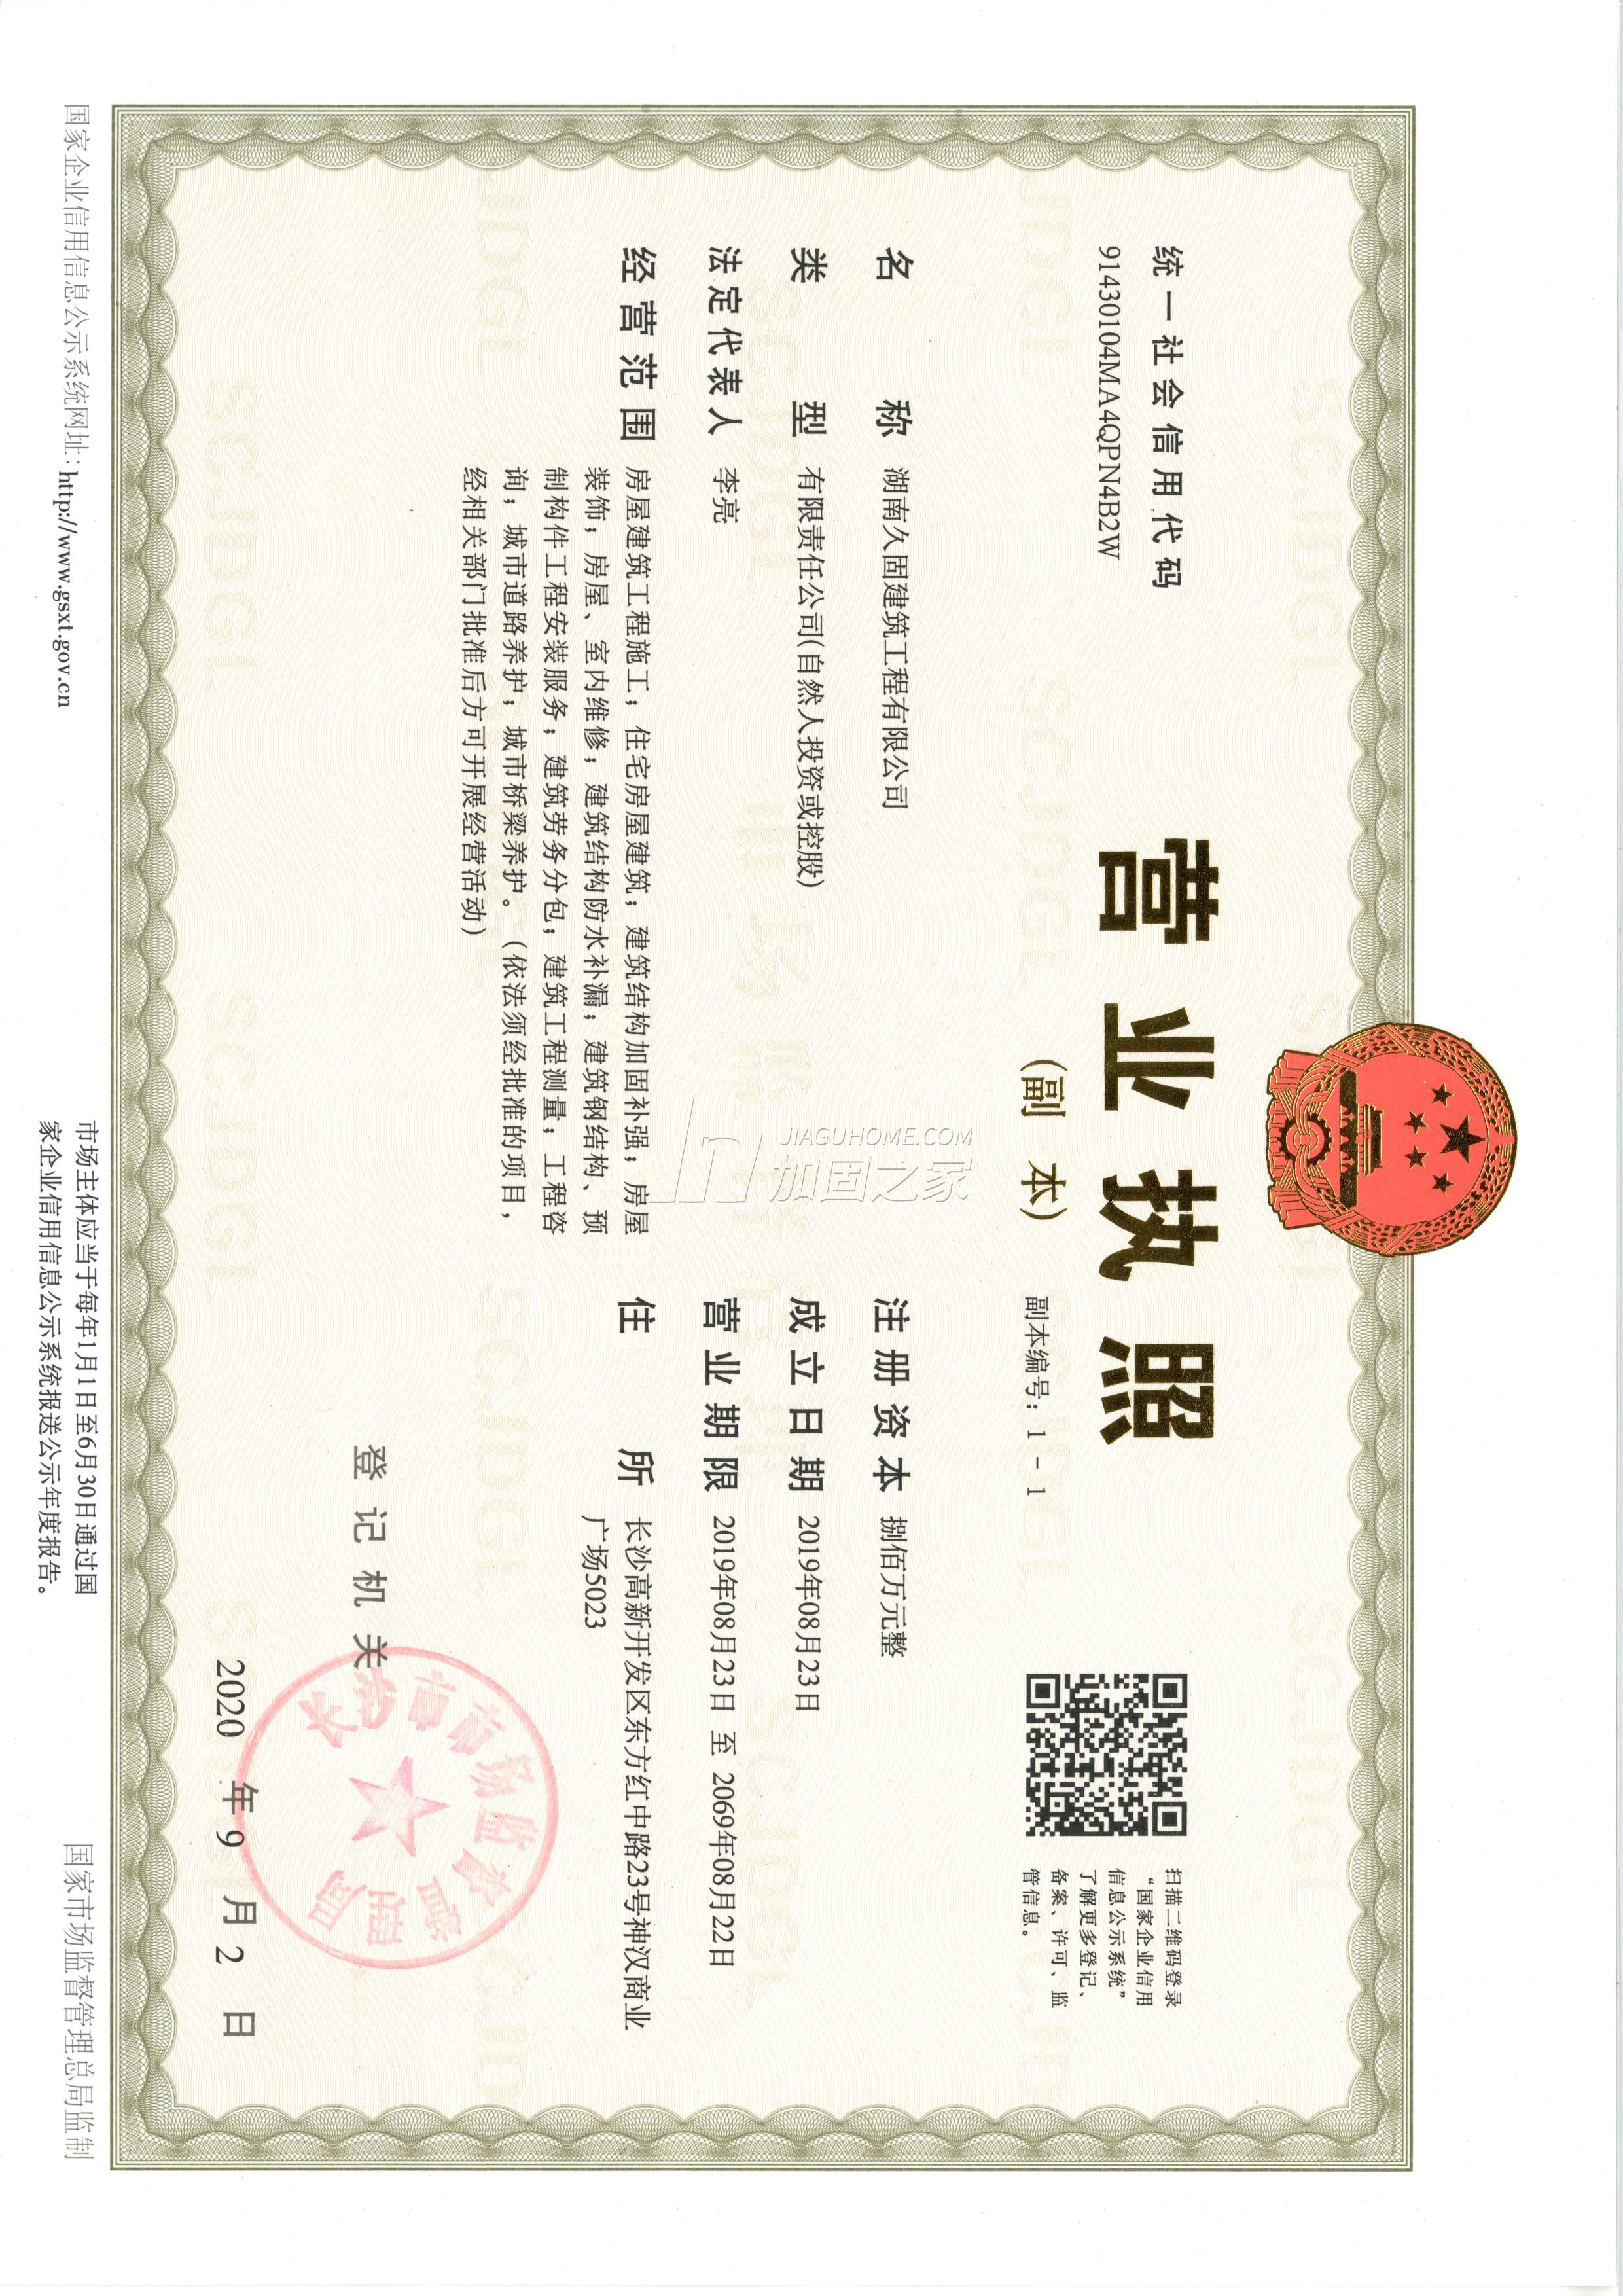 营业执照
(副本)
副本编号：1－1
统一社会信用代码
91430104MA4QPN4B2W
扫描二维码登录
“国家企业信用
信息公示系统”
了解更多登记、
备案、许可、监
管信息。
名称 湖南久固建筑工程有限公司
类型 有限责任公司(自然人投资或控股)
法定代表人 李亮
经营范围 房屋建筑工程施工；住宅房屋建筑；建筑结构加固补强；房屋
装饰；房屋、室内维修；建筑结构防水补漏；建筑钢结构、预
制构件工程安装服务；建筑劳务分包；建筑工程测量；工程咨
询；城市道路养护；城市桥梁养护。（依法须经批准的项目，
经相关部门批准后方可开展经营活动）
注册资本 捌佰万元整
成立日期 2019年08月23日
营业期限 2019年08月23日 至 2069年08月22日
住所 长沙高新开发区东方红中路23号神汉商业
广场5023
JIAGUHOME.COM
加固之家
登记机关
长沙市市场监督管理局
2020 年 9 月 2 日
国家企业信用信息公示系统网址：http://www.gsxt.gov.cn
市场主体应当于每年1月1日至6月30日通过国
家企业信用信息公示系统报送公示年度报告。
国家市场监督管理总局监制